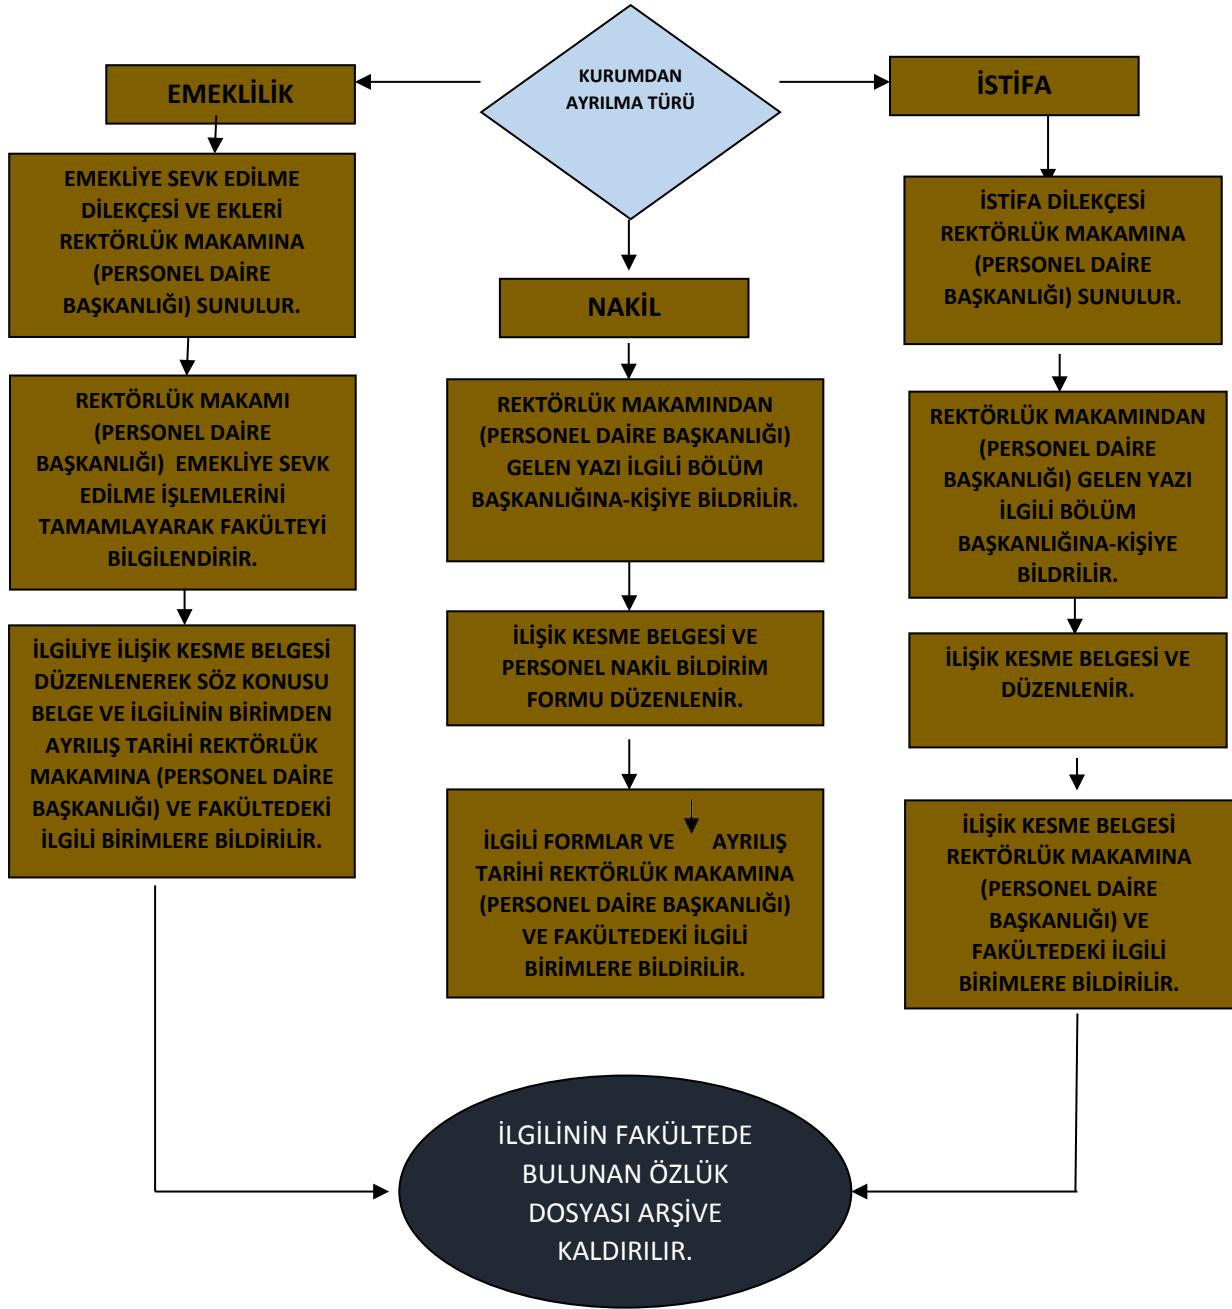 KURUMDAN
AYRILMA TÜRÜ
EMEKLİLİK
EMEKLİYE SEVK EDİLME
DİLEKÇESİ VE EKLERİ
REKTÖRLÜK MAKAMINA
(PERSONEL DAİRE
BAŞKANLIĞI) SUNULUR.
REKTÖRLÜK MAKAMI
(PERSONEL DAİRE
BAŞKANLIĞI) EMEKLİYE SEVK
EDİLME İŞLEMLERİNİ
TAMAMLAYARAK FAKÜLTEYİ
BİLGİLENDİRİR.
İLGİLİYE İLİŞİK KESME BELGESİ
DÜZENLENEREK SÖZ KONUSU
BELGE VE İLGİLİNİN BİRİMDEN
AYRILIŞ TARİHİ REKTÖRLÜK
MAKAMINA (PERSONEL DAİRE
BAŞKANLIĞI) VE FAKÜLTEDEKİ
İLGİLİ BİRİMLERE BİLDİRİLİR.
NAKİL
REKTÖRLÜK MAKAMINDAN
(PERSONEL DAİRE BAŞKANLIĞI)
GELEN YAZI İLGİLİ BÖLÜM
BAŞKANLIĞINA-KİŞİYE BİLDRİLİR.
İLİŞİK KESME BELGESİ VE
PERSONEL NAKİL BİLDİRİM
FORMU DÜZENLENİR.
İLGİLİ FORMLAR VE AYRILIŞ
TARİHİ REKTÖRLÜK MAKAMINA
(PERSONEL DAİRE BAŞKANLIĞI)
VE FAKÜLTEDEKİ İLGİLİ
BİRİMLERE BİLDİRİLİR.
İSTİFA
İSTİFA DİLEKÇESİ
REKTÖRLÜK MAKAMINA
(PERSONEL DAİRE
BAŞKANLIĞI) SUNULUR.
REKTÖRLÜK MAKAMINDAN
(PERSONEL DAİRE
BAŞKANLIĞI) GELEN YAZI
İLGİLİ BÖLÜM
BAŞKANLIĞINA-KİŞİYE
BİLDRİLİR.
İLİŞİK KESME BELGESİ VE
DÜZENLENİR.
İLİŞİK KESME BELGESİ
REKTÖRLÜK MAKAMINA
(PERSONEL DAİRE
BAŞKANLIĞI) VE
FAKÜLTEDEKİ İLGİLİ
BİRİMLERE BİLDİRİLİR.
İLGİLİNİN FAKÜLTEDE
BULUNAN ÖZLÜK
DOSYASI ARŞİVE
KALDIRILIR.